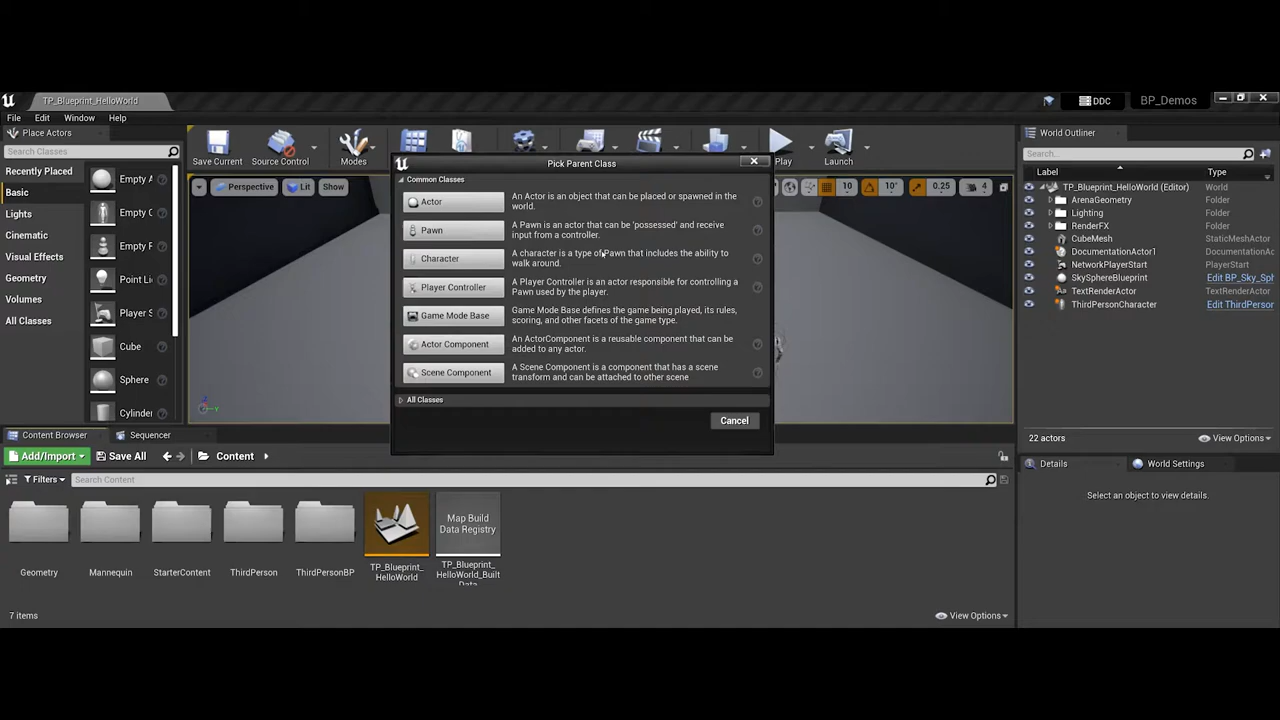 TP_Blueprint_HelloWorld
DDC
BP_Demos
File Edit Window Help
Place Actors
Search Classes
Recently Placed
Basic
Lights
Cinematic
Visual Effects
Geometry
Volumes
All Classes
Empty A
Empty C
Empty P
Point Li
Player S
Cube
Sphere
Cylinder
Save Current
Source Control
Modes
Play
Launch
Perspective
Lit
Show
10
10°
0.25
4
Pick Parent Class
Common Classes
Actor
An Actor is an object that can be placed or spawned in the
world.
Pawn
A Pawn is an actor that can be 'possessed' and receive
input from a controller.
Character
A character is a type of Pawn that includes the ability to
walk around.
Player Controller
A Player Controller is an actor responsible for controlling a
Pawn used by the player.
Game Mode Base
Game Mode Base defines the game being played, its rules,
scoring, and other facets of the game type.
Actor Component
An ActorComponent is a reusable component that can be
added to any actor.
Scene Component
A Scene Component is a component that has a scene
transform and can be attached to other scene
All Classes
Cancel
World Outliner
Search...
Label Type
TP_Blueprint_HelloWorld (Editor) World
ArenaGeometry Folder
Lighting Folder
RenderFX Folder
CubeMesh StaticMeshActor
DocumentationActor1 DocumentationA
NetworkPlayerStart PlayerStart
SkySphereBlueprint Edit BP_Sky_Sph
TextRenderActor TextRenderActor
ThirdPersonCharacter Edit ThirdPerson
22 actors
View Options
Details
World Settings
Select an object to view details.
Content Browser
Sequencer
Add/Import
Save All
Content
Filters
Search Content
Geometry
Mannequin
StarterContent
ThirdPerson
ThirdPersonBP
TP_Blueprint_
HelloWorld
Map Build
Data Registry
TP_Blueprint_
HelloWorld_Built
Data
7 items
View Options